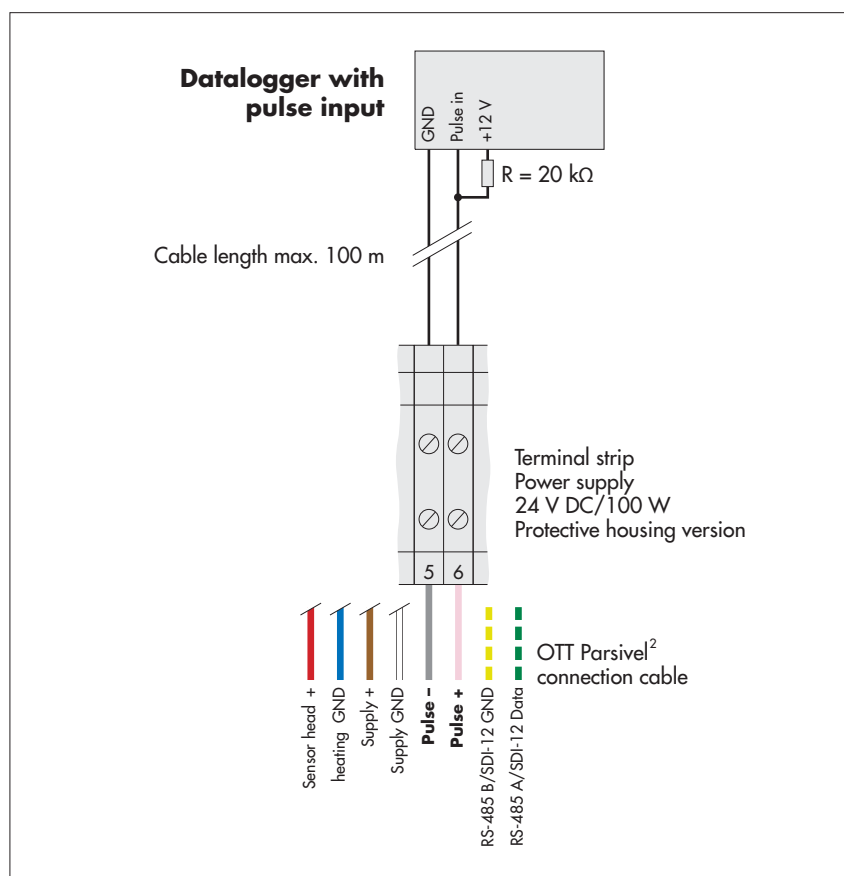 Datalogger with
pulse input
GND
Pulse in
+12 V
R = 20 kΩ
Cable length max. 100 m
Terminal strip
Power supply
24 V DC/100 W
Protective housing version
5
6
OTT Parsivel²
connection cable
Sensor head +
heating GND
Supply +
Supply GND
Pulse –
Pulse +
RS-485 B/SDI-12 GND
RS-485 A/SDI-12 Data